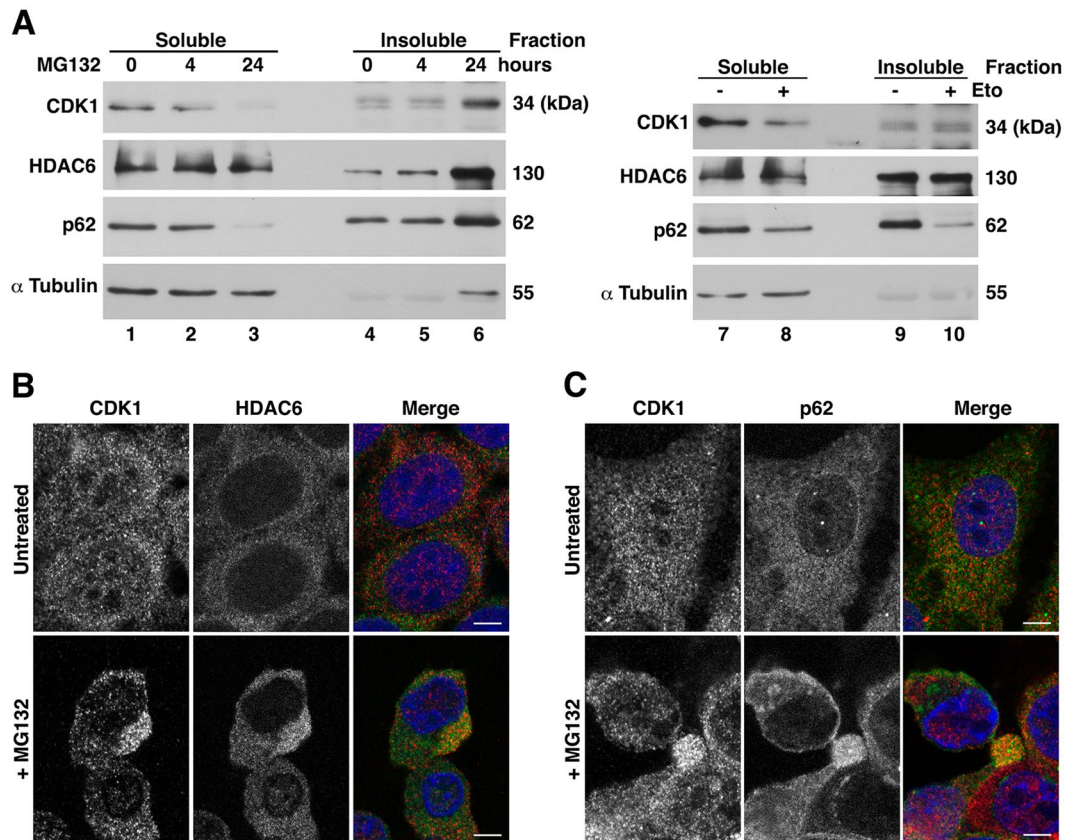 A
Soluble Insoluble Fraction
MG132 0 4 24 0 4 24 hours
CDK1 34 (kDa)
HDAC6 130
p62 62
α Tubulin 55
1 2 3 4 5 6
Soluble Insoluble Fraction
- + - + Eto
CDK1 34 (kDa)
HDAC6 130
p62 62
α Tubulin 55
7 8 9 10
B
CDK1 HDAC6 Merge
Untreated
+ MG132
C
CDK1 p62 Merge
Untreated
+ MG132